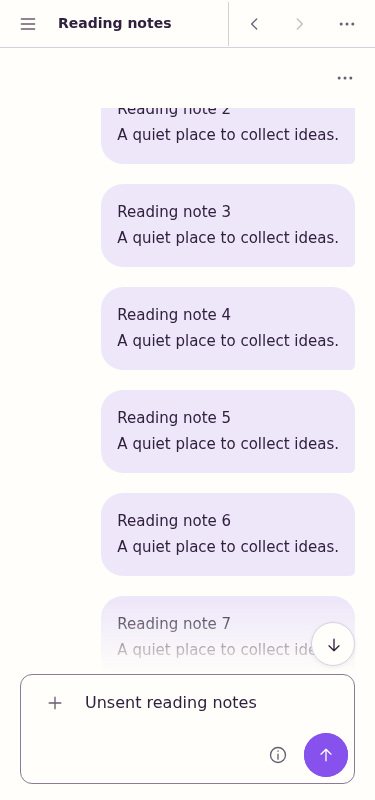 Reading notes
Reading note 2
A quiet place to collect ideas.
Reading note 3
A quiet place to collect ideas.
Reading note 4
A quiet place to collect ideas.
Reading note 5
A quiet place to collect ideas.
Reading note 6
A quiet place to collect ideas.
Reading note 7
A quiet place to collect
Unsent reading notes